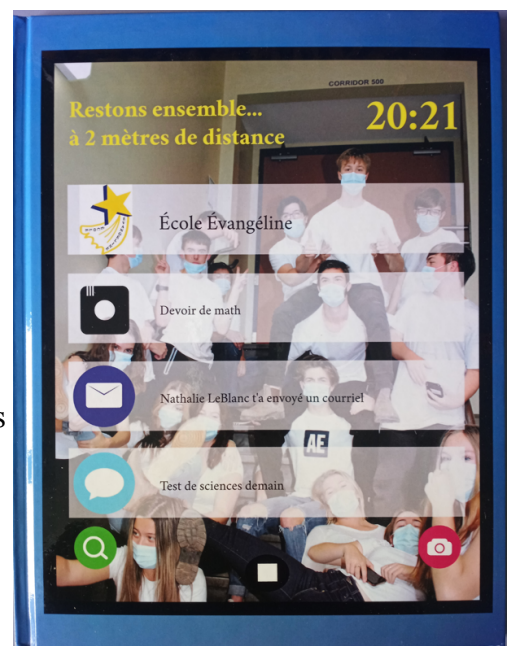 CORRIDOR 500
Restons ensemble...
à 2 mètres de distance
20:21
École Évangéline
Devoir de math
Nathalie LeBlanc t'a envoyé un courriel
AE
Test de sciences demain
s